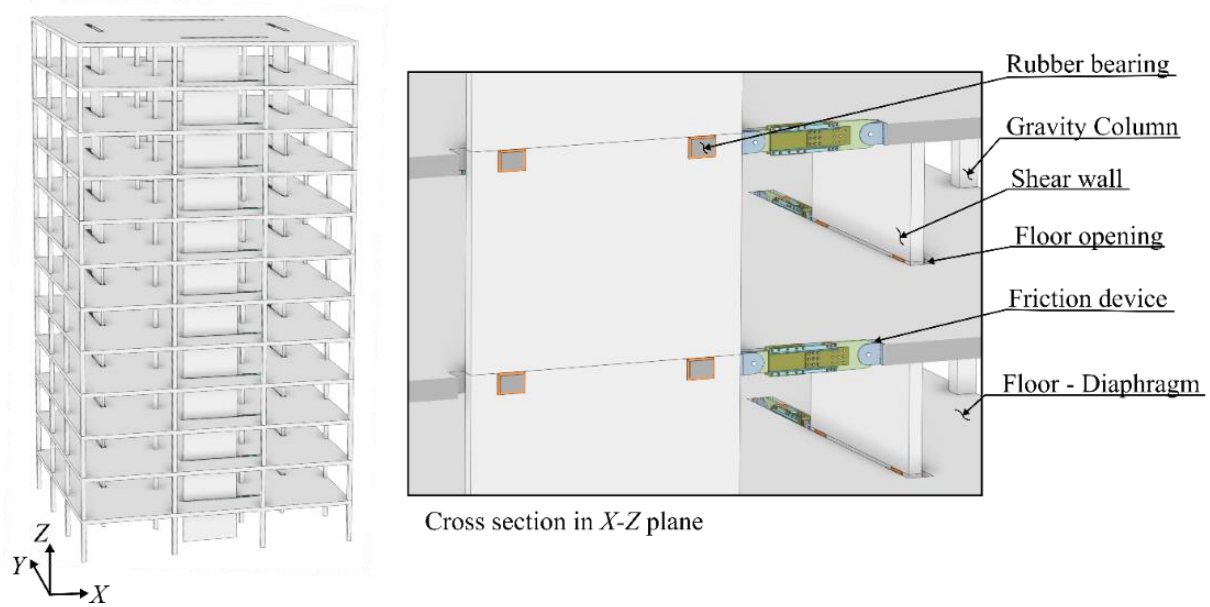 Rubber bearing
Gravity Column
Shear wall
Floor opening
Friction device
Floor - Diaphragm
Cross section in X-Z plane
Z
Y
X